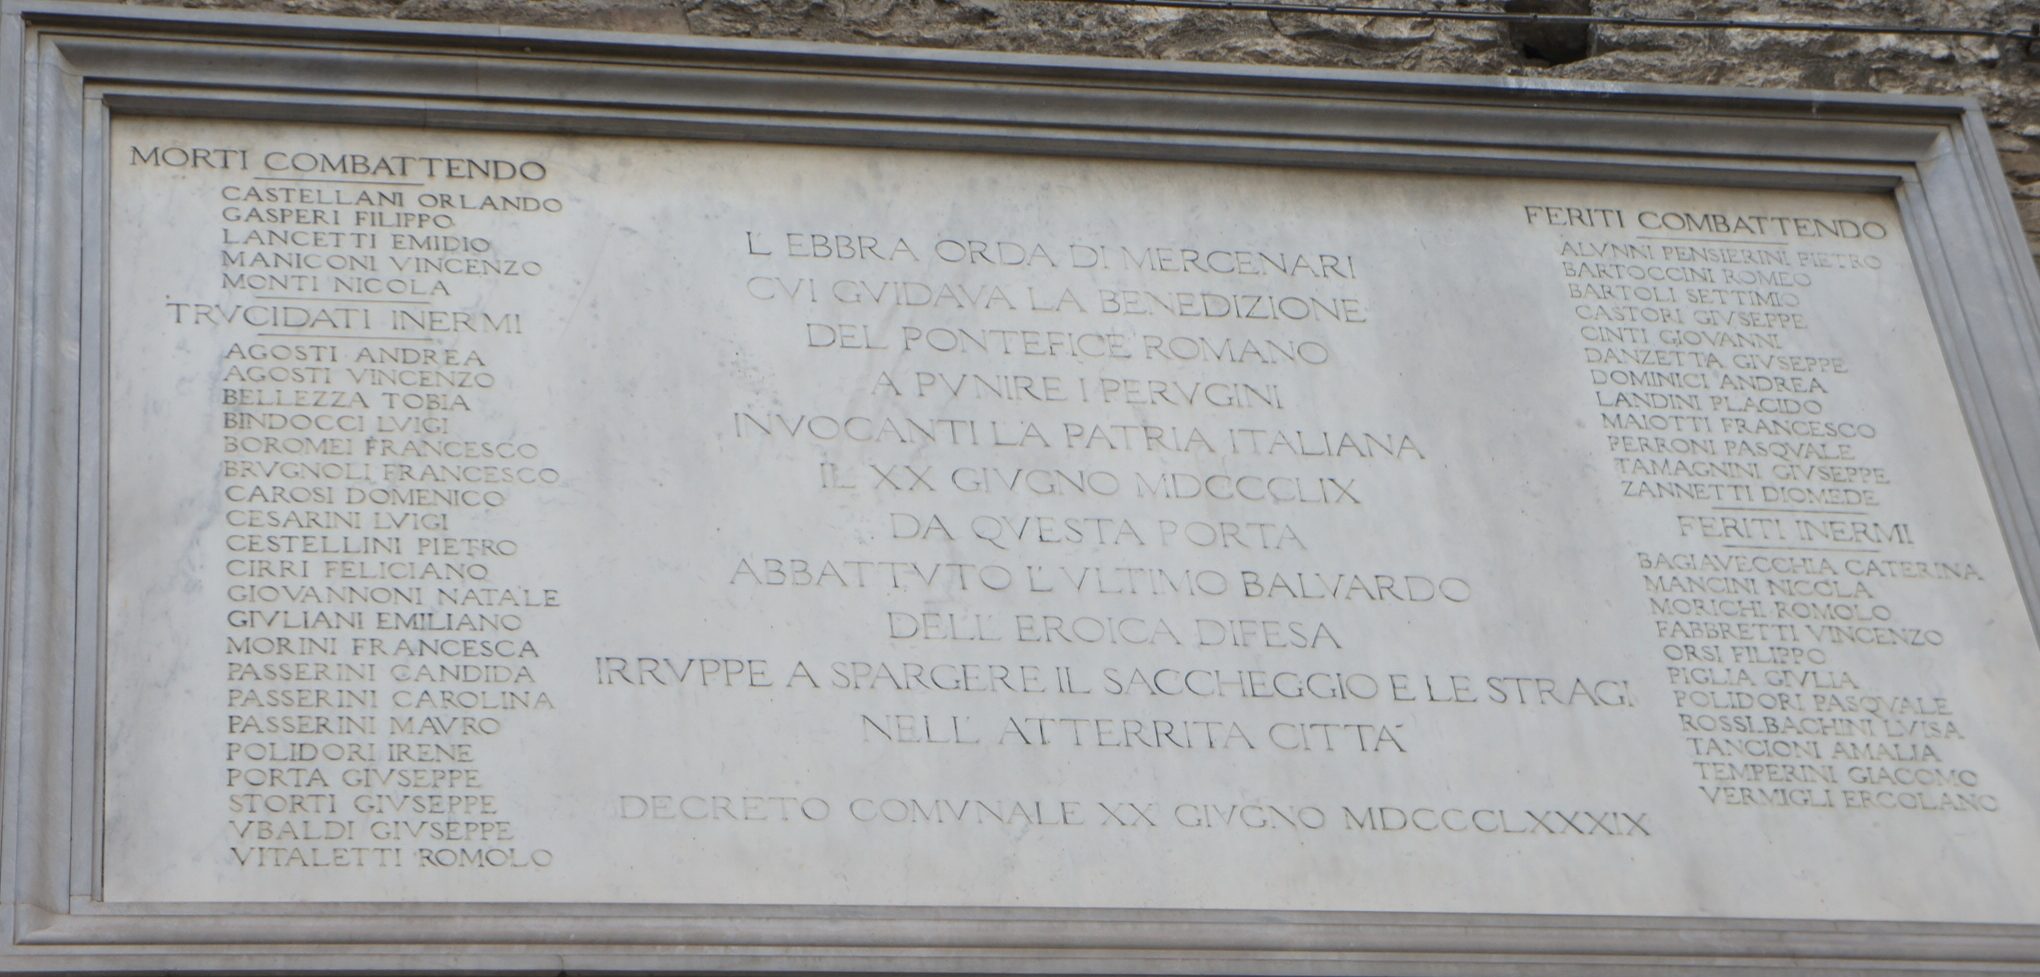 MORTI COMBATTENDO
CASTELLANI ORLANDO
GASPERI FILIPPO
LANCETTI EMIDIO
MANICONI VINCENZO
MONTI NICOLA
TRVCIDATI INERMI
AGOSTI ANDREA
AGOSTI VINCENZO
BELLEZZA TOBIA
BINDOCCI LVIGI
BOROMEI FRANCESCO
BRVGNOLI FRANCESCO
CAROSI DOMENICO
CESARINI LVIGI
CESTELLINI PIETRO
CIRRI FELICIANO
GIOVANNONI NATALE
GIVLIANI EMILIANO
MORINI FRANCESCA
PASSERINI CANDIDA
PASSERINI CAROLINA
PASSERINI MAVRO
POLIDORI IRENE
PORTA GIVSEPPE
STORTI GIVSEPPE
VBALDI GIVSEPPE
VITALETTI ROMOLO
L'EBBRA ORDA DI MERCENARI
CVI GVIDAVA LA BENEDIZIONE
DEL PONTEFICE ROMANO
A PVNIRE I PERVGINI
INVOCANTI LA PATRIA ITALIANA
IL XX GIVGNO MDCCCLIX
DA QVESTA PORTA
ABBATTVTO L'VLTIMO BALVARDO
DELL'EROICA DIFESA
IRRVPPE A SPARGERE IL SACCHEGGIO E LE STRAGI
NELL'ATTERRITA CITTÀ
DECRETO COMVNALE XX GIVGNO MDCCCLXXXIX
FERITI COMBATTENDO
ALVNNI PENSIERINI PIETRO
BARTOCCINI ROMEO
BARTOLI SETTIMIO
CASTORI GIVSEPPE
CINTI GIOVANNI
DANZETTA GIVSEPPE
DOMINICI ANDREA
LANDINI PLACIDO
MAIOTTI FRANCESCO
PERRONI PASQVALE
TAMAGNINI GIVSEPPE
ZANNETTI DIOMEDE
FERITI INERMI
BAGIAVECCHIA CATERINA
MANCINI NICOLA
MORICHI ROMOLO
FABBRETTI VINCENZO
ORSI FILIPPO
PIGLIA GIVLIA
POLIDORI PASQVALE
ROSSI.BACHINI LVISA
TANCIONI AMALIA
TEMPERINI GIACOMO
VERMIGLI ERCOLANO